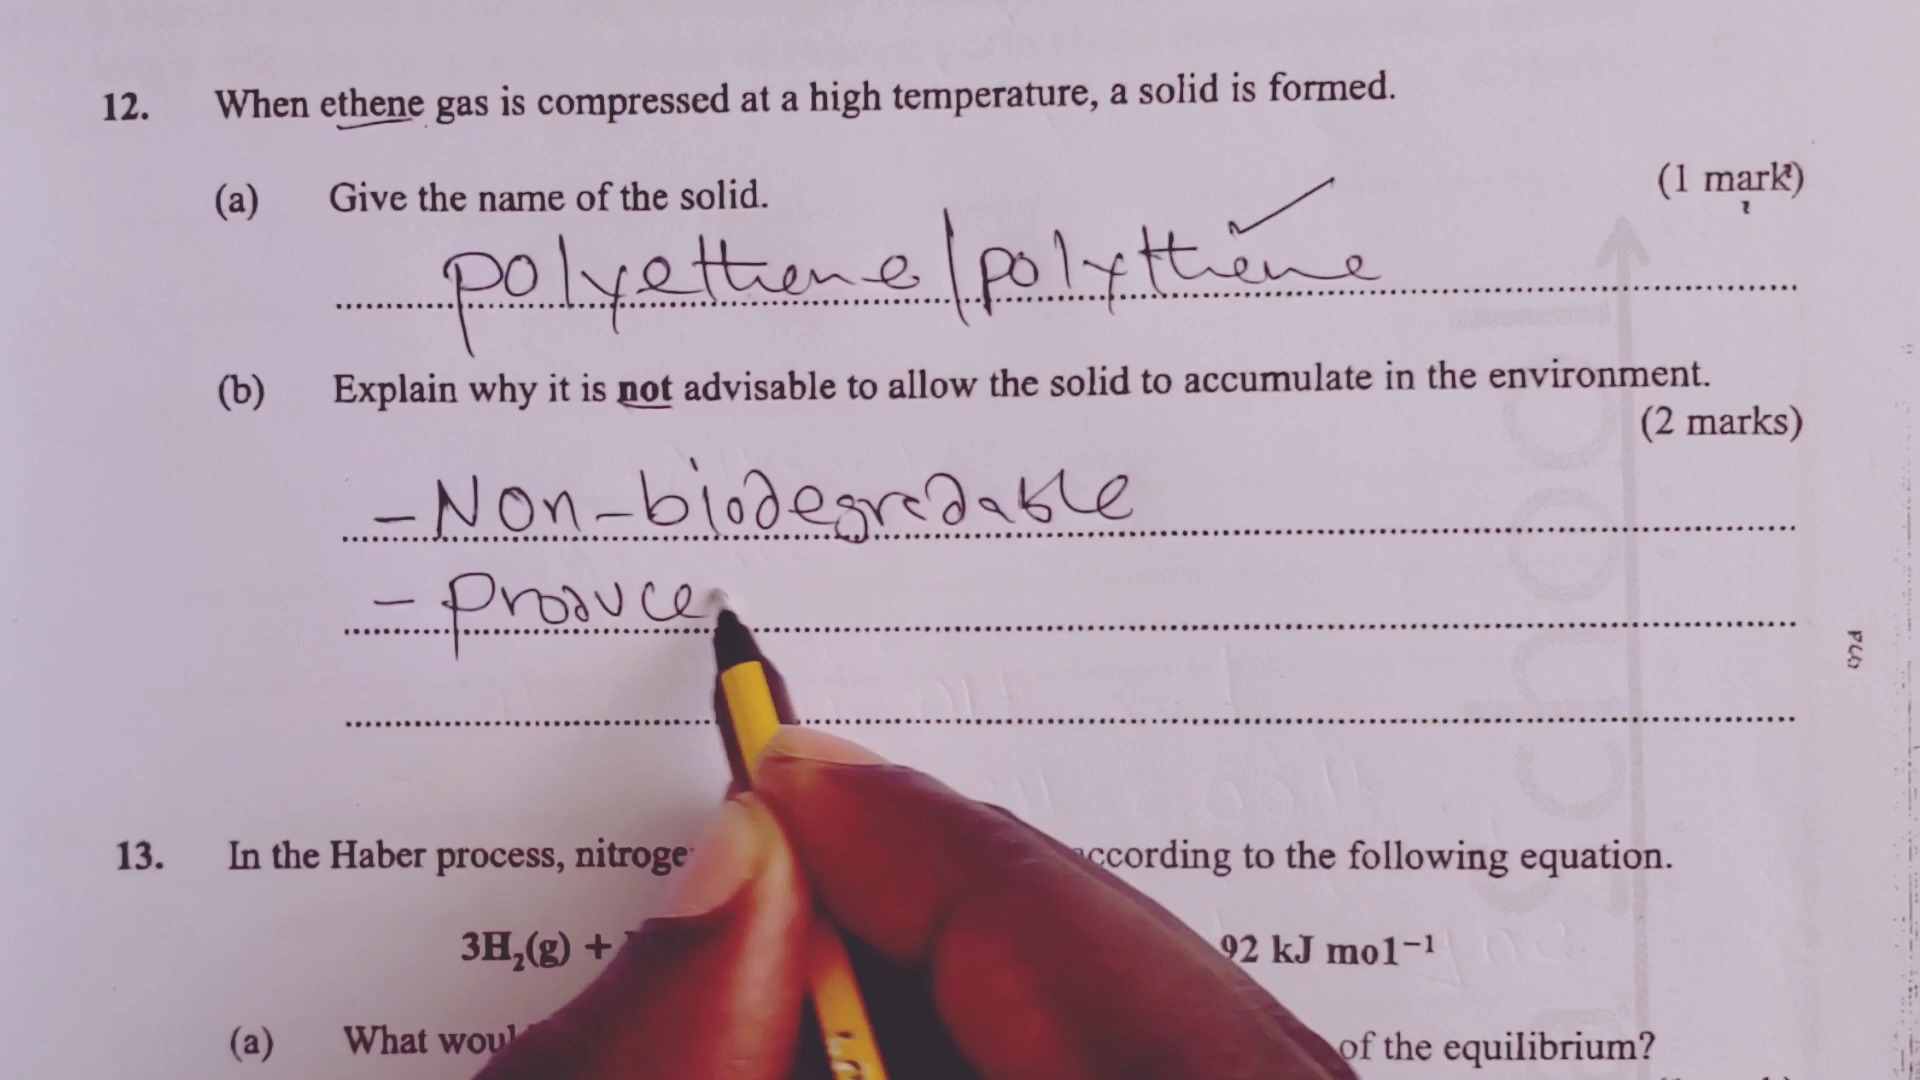 12. When ethene gas is compressed at a high temperature, a solid is formed.
(a) Give the name of the solid. (1 mark)
polyethene/polythene
(b) Explain why it is not advisable to allow the solid to accumulate in the environment.
(2 marks)
- Non-biodegradable
- Produce
13. In the Haber process, according to the following equation.
3H₂(g) + 92 kJ mol⁻¹
(a) What of the equilibrium?